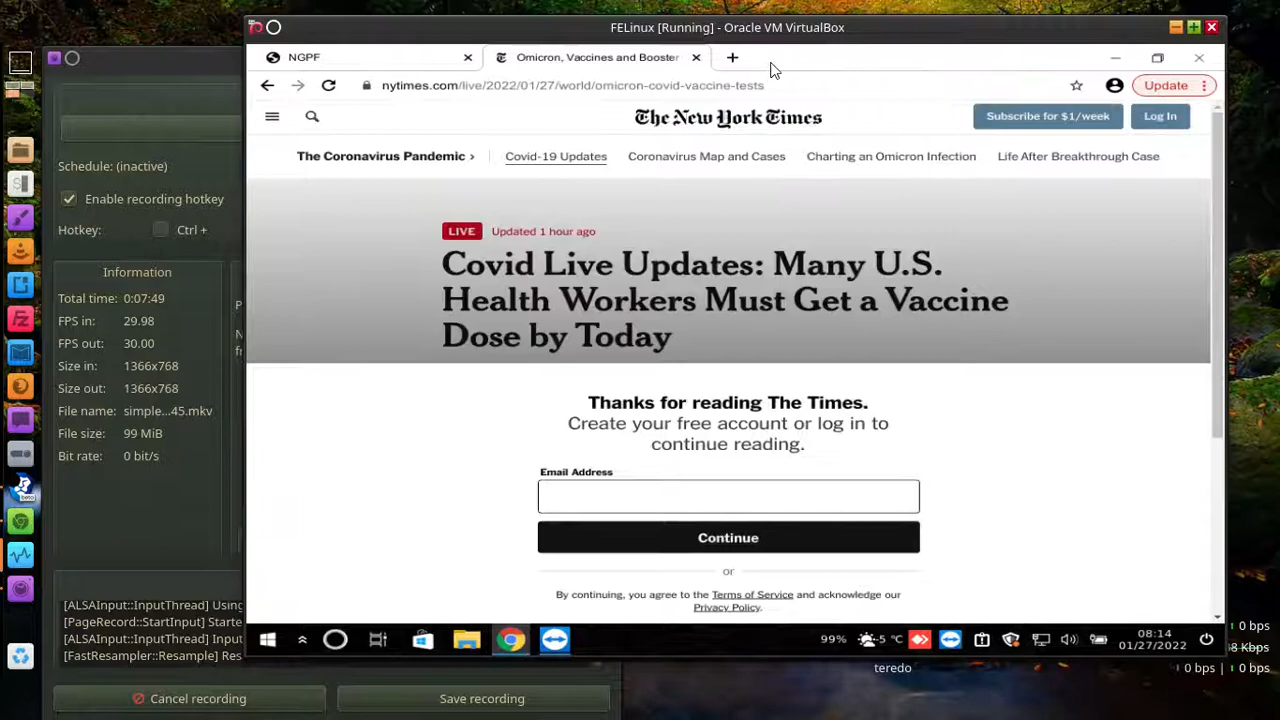 FELinux [Running] - Oracle VM VirtualBox
NGPF
Omicron, Vaccines and Booster
nytimes.com/live/2022/01/27/world/omicron-covid-vaccine-tests
Update
The New York Times
Subscribe for $1/week
Log In
The Coronavirus Pandemic ›
Covid-19 Updates
Coronavirus Map and Cases
Charting an Omicron Infection
Life After Breakthrough Case
LIVE
Updated 1 hour ago
Covid Live Updates: Many U.S.
Health Workers Must Get a Vaccine
Dose by Today
Thanks for reading The Times.
Create your free account or log in to
continue reading.
Email Address
Continue
or
By continuing, you agree to the Terms of Service and acknowledge our
Privacy Policy.
99%
-5 °C
08:14
01/27/2022
Schedule: (inactive)
Enable recording hotkey
Hotkey:
Ctrl +
Information
Total time: 0:07:49
FPS in: 29.98
FPS out: 30.00
Size in: 1366x768
Size out: 1366x768
File name: simple...45.mkv
File size: 99 MiB
Bit rate: 0 bit/s
[ALSAInput::InputThread] Using
[PageRecord::StartInput] Starte
[ALSAInput::InputThread] Input
[FastResampler::Resample] Res
Cancel recording
Save recording
beta
0 bps
Kbps
teredo
0 bps | 0 bps